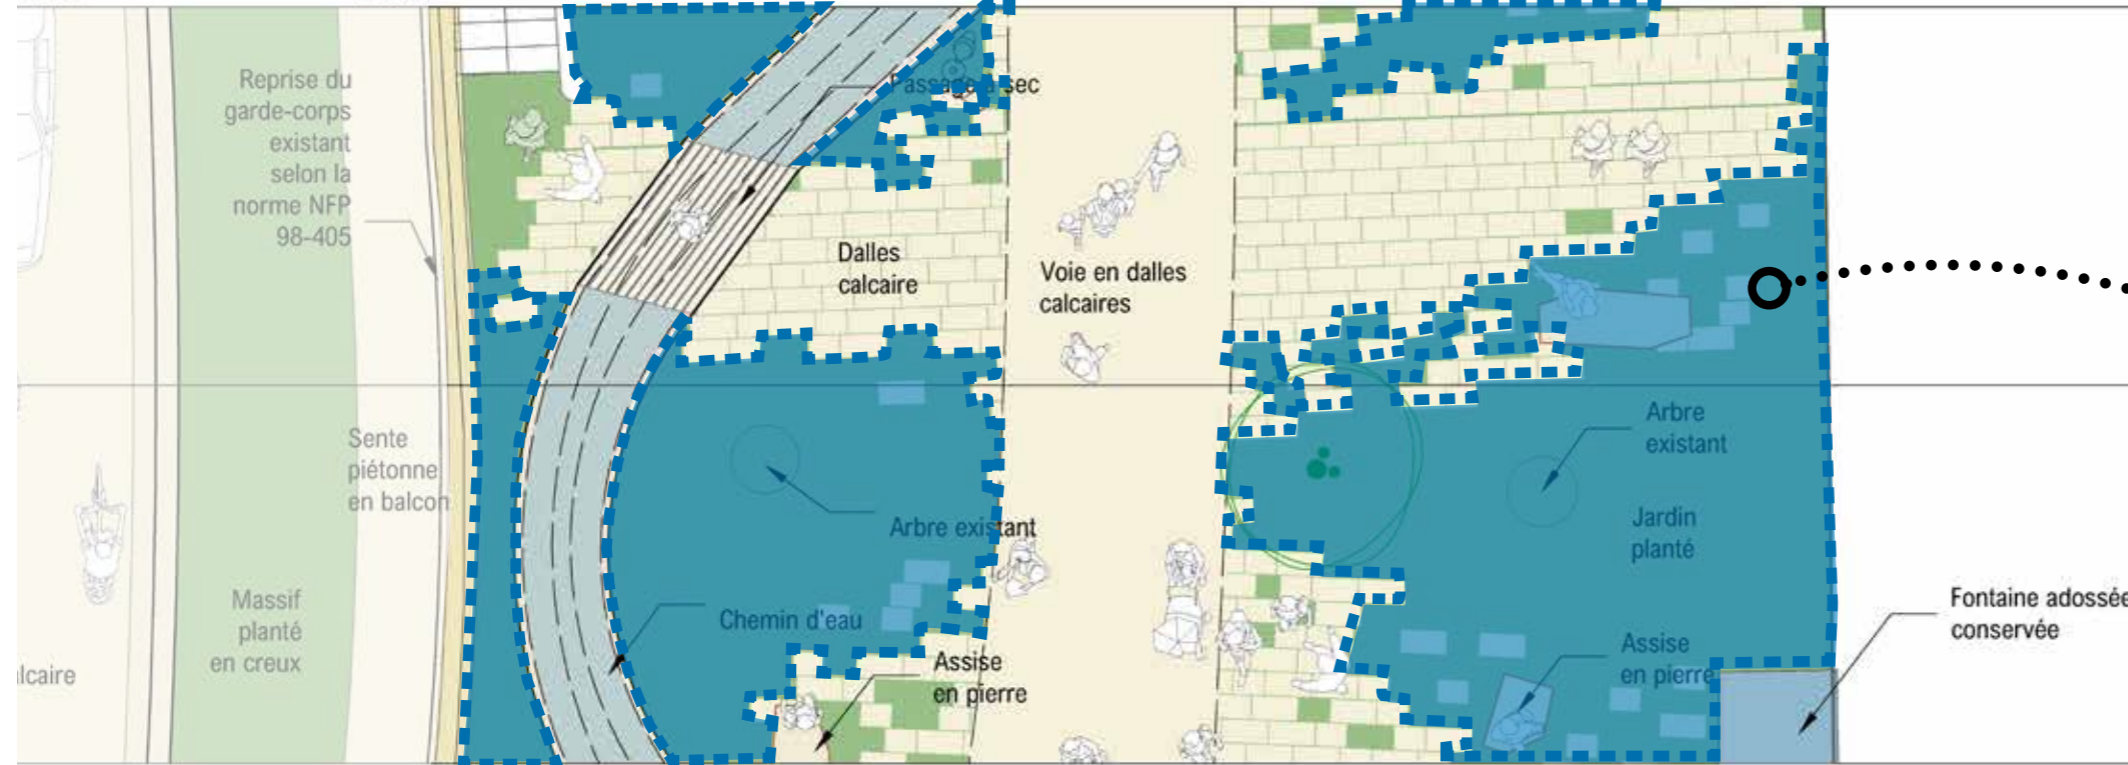 Reprise du
garde-corps
existant
selon la
norme NFP
98-405
Passage à sec
Dalles
calcaire
Voie en dalles
calcaires
Sente
piétonne
en balcon
Arbre existant
Arbre
existant
Jardin
planté
Massif
planté
en creux
Chemin d'eau
Assise
en pierre
Assise
en pierre
Fontaine adossée
conservée
lcaire